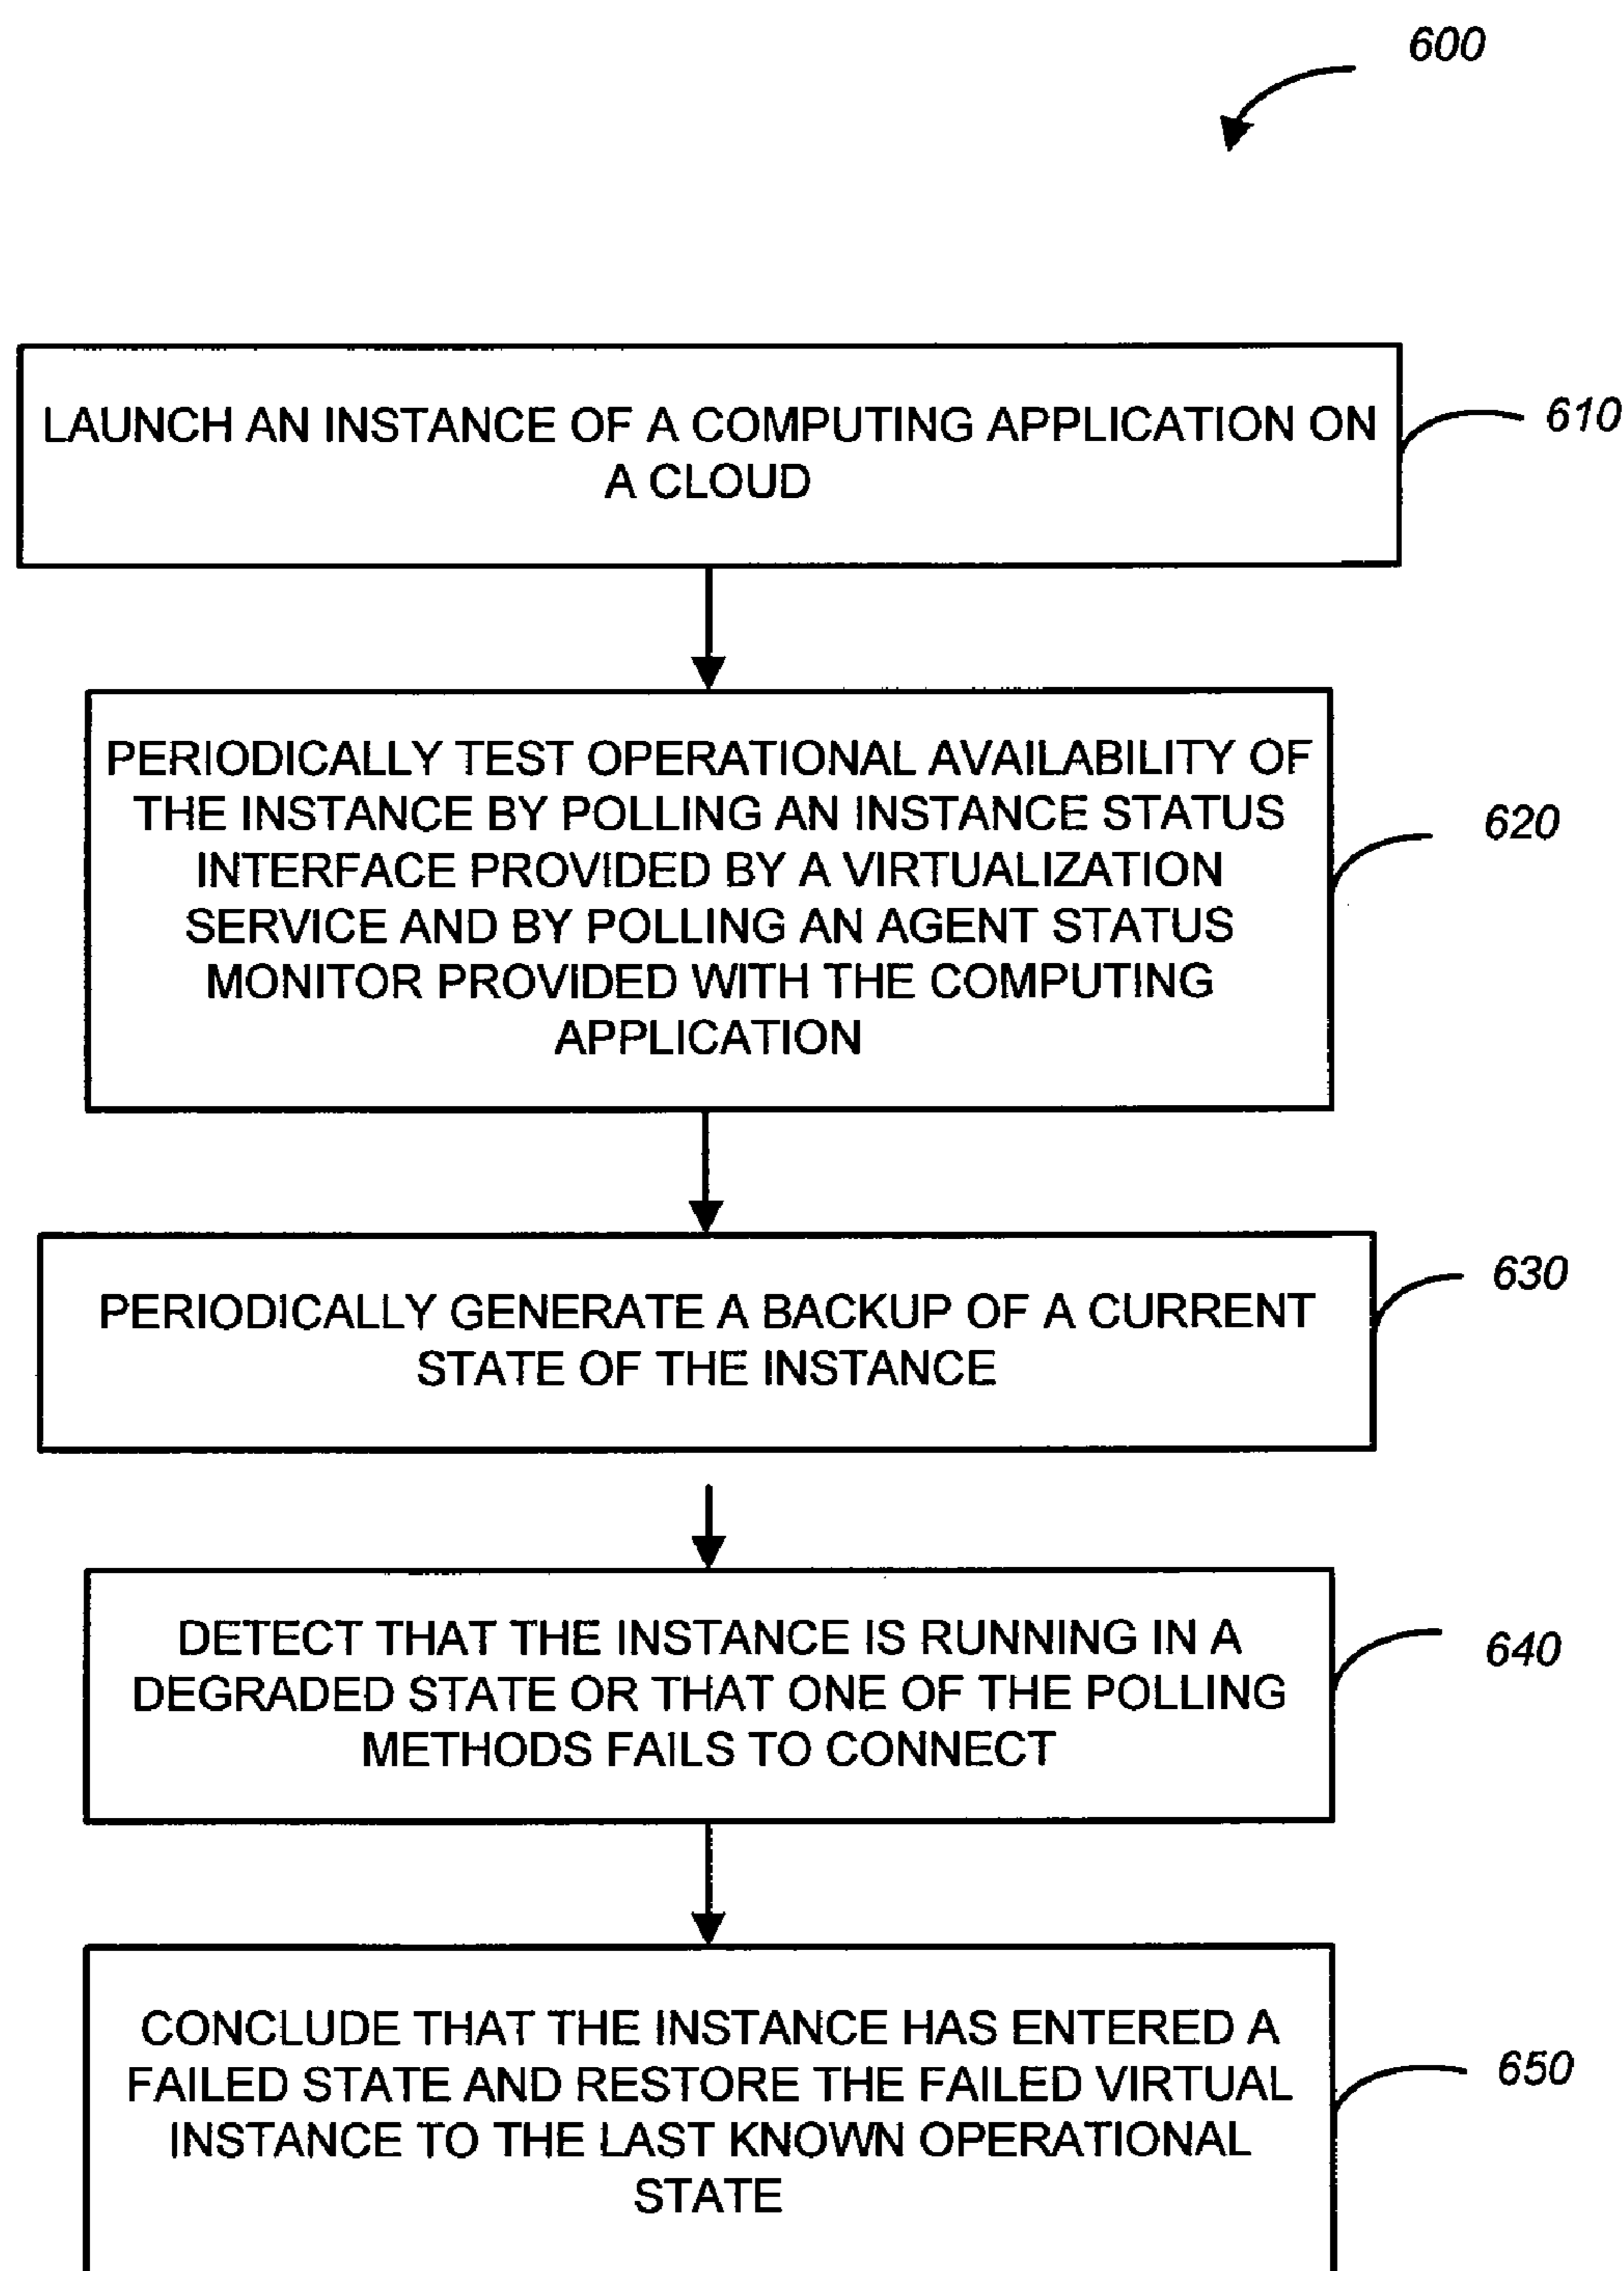 600
LAUNCH AN INSTANCE OF A COMPUTING APPLICATION ON
A CLOUD
610
PERIODICALLY TEST OPERATIONAL AVAILABILITY OF
THE INSTANCE BY POLLING AN INSTANCE STATUS
INTERFACE PROVIDED BY A VIRTUALIZATION
SERVICE AND BY POLLING AN AGENT STATUS
MONITOR PROVIDED WITH THE COMPUTING
APPLICATION
620
PERIODICALLY GENERATE A BACKUP OF A CURRENT
STATE OF THE INSTANCE
630
DETECT THAT THE INSTANCE IS RUNNING IN A
DEGRADED STATE OR THAT ONE OF THE POLLING
METHODS FAILS TO CONNECT
640
CONCLUDE THAT THE INSTANCE HAS ENTERED A
FAILED STATE AND RESTORE THE FAILED VIRTUAL
INSTANCE TO THE LAST KNOWN OPERATIONAL
STATE
650